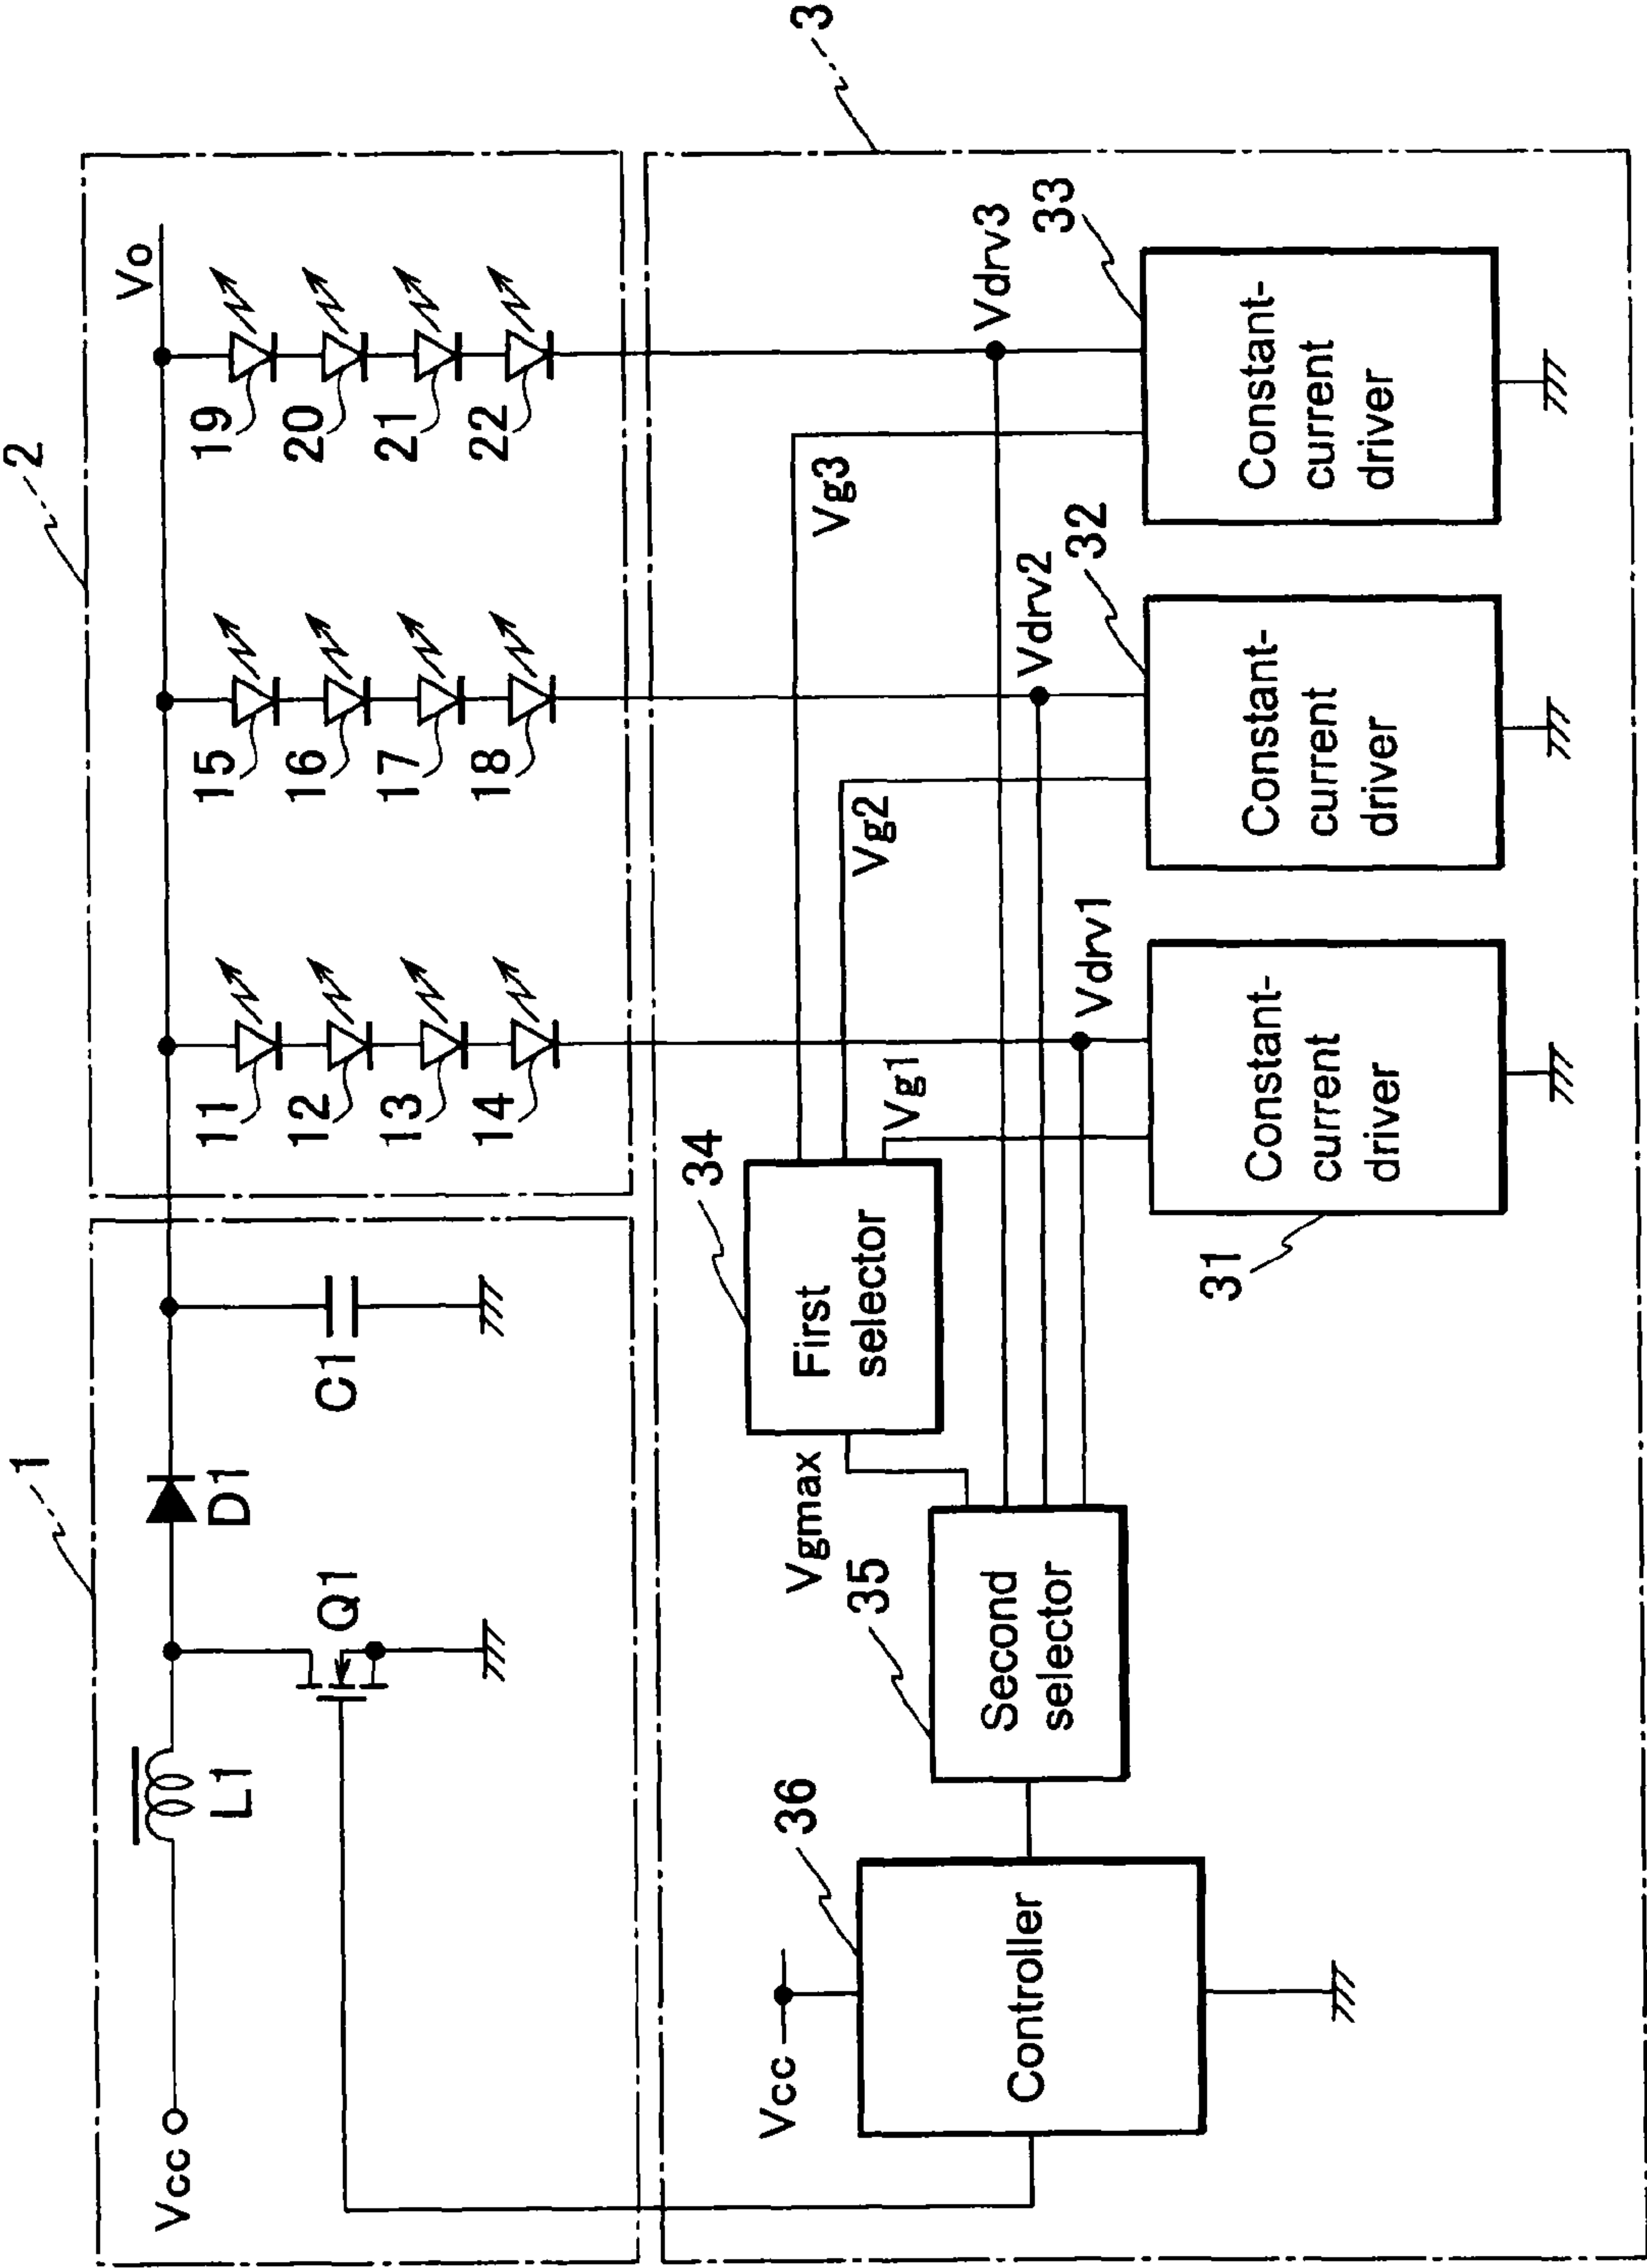 1
2
3
Vcc
L1
D1
Q1
C1
Vo
11
12
13
14
15
16
17
18
19
20
21
22
Vcc
36
Controller
35
Second
selector
Vgmax
34
First
selector
Vg1
Vg2
Vg3
Vdrv1
Vdrv2
Vdrv3
31
Constant-
current
driver
32
Constant-
current
driver
33
Constant-
current
driver